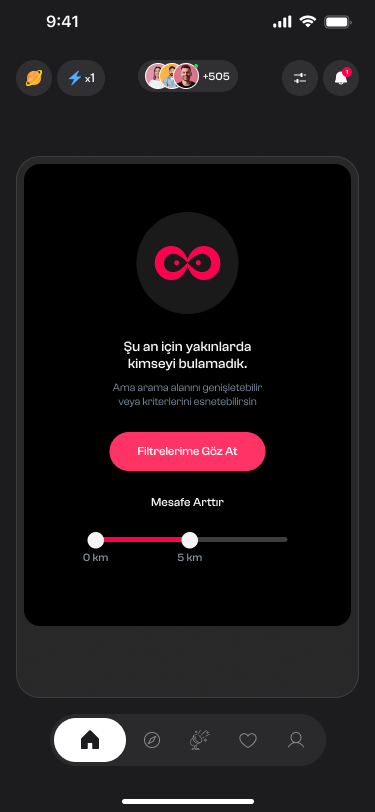 9:41
x1
+505
1
Şu an için yakınlarda
kimseyi bulamadık.
Ama arama alanını genişletebilir
veya kriterlerini esnetebilirsin
Filtrelerime Göz At
Mesafe Arttır
0 km
5 km